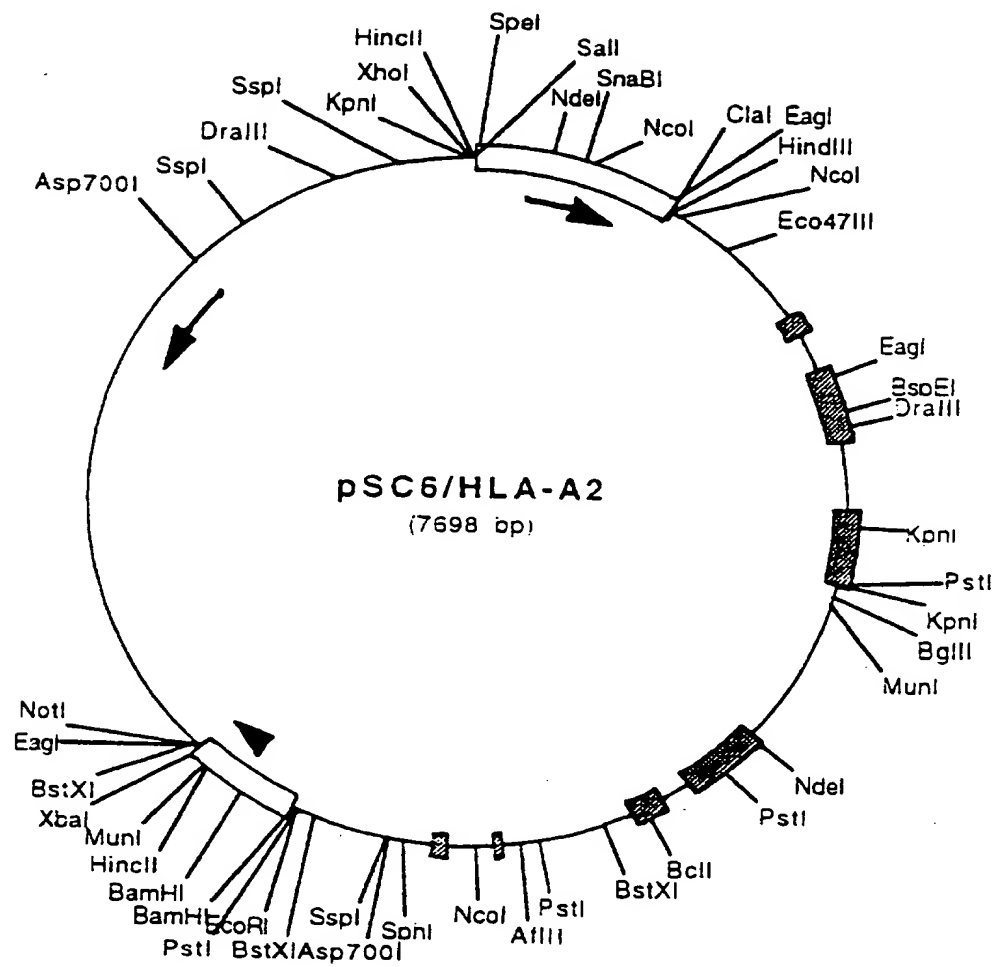 SpeI
HincII
SalI
XhoI
SnaBI
SspI
NdeI
KpnI
ClaI
EagI
NcoI
DraIII
HindIII
SspI
NcoI
Asp700I
Eco47III
EagI
BspEI
DraIII
pSC6/HLA-A2
(7698 bp)
KpnI
PstI
KpnI
BglII
MunI
NotI
EagI
BstXI
NdeI
XbaI
PstI
MunI
HincII
BclI
BamHI
BstXI
BamHI
EcoRI
SspI
SphI
NcoI
PstI
AflII
PstI
BstXI
Asp700I